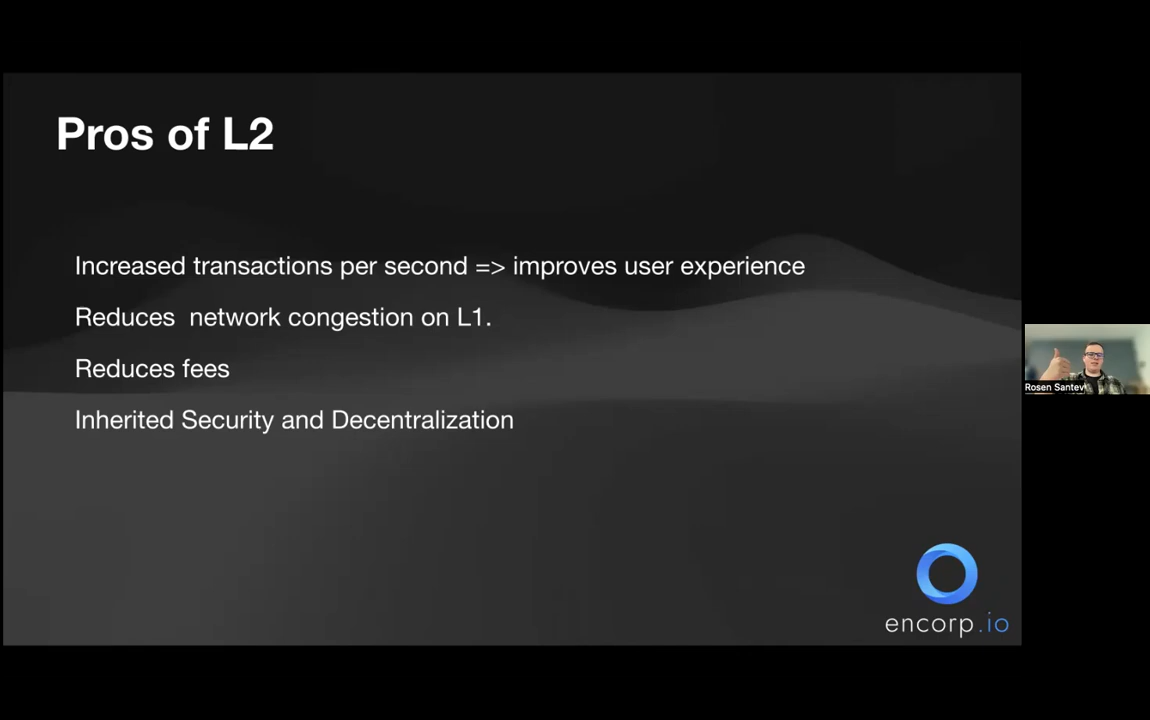 Pros of L2
Increased transactions per second => improves user experience
Reduces  network congestion on L1.
Reduces fees
Inherited Security and Decentralization
Rosen Santev
encorp.io